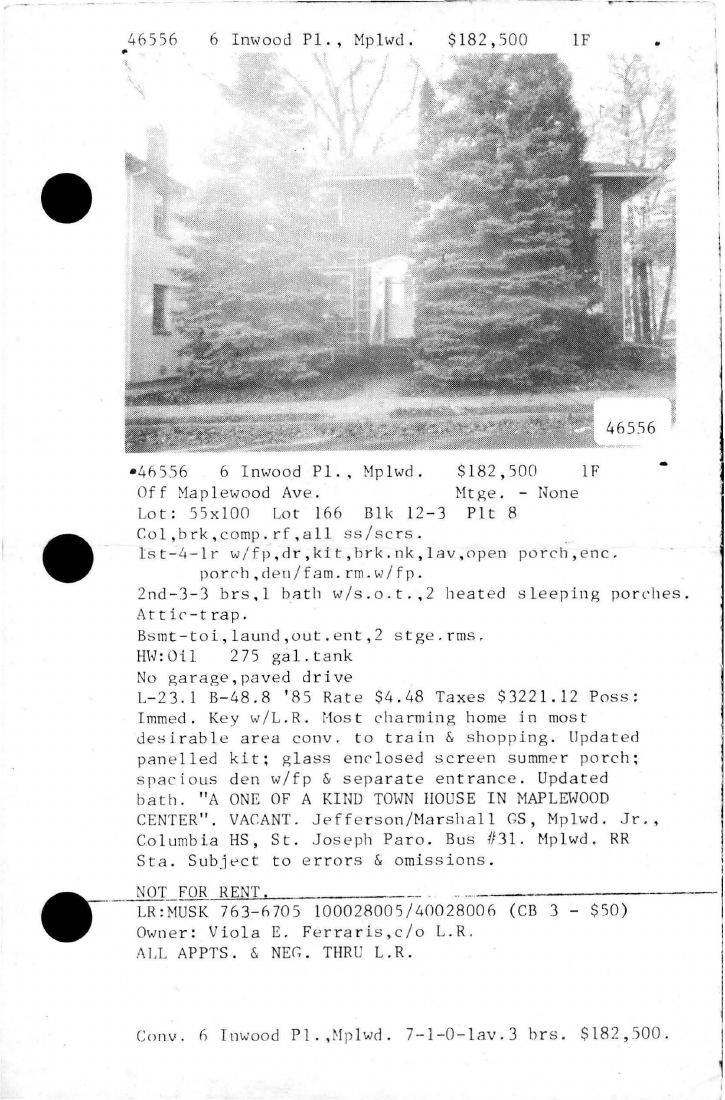 46556 6 Inwood Pl., Mplwd. $182,500 1F
46556
46556 6 Inwood Pl., Mplwd. $182,500 1F
Off Maplewood Ave. Mtge. - None
Lot: 55x100 Lot 166 Blk 12-3 Plt 8
Col,brk,comp.rf,all ss/scrs.
1st-4-lr w/fp,dr,kit,brk.nk,lav,open porch,enc.
porch,den/fam.rm.w/fp.
2nd-3-3 brs,1 bath w/s.o.t.,2 heated sleeping porches.
Attic-trap.
Bsmt-toi,laund,out.ent,2 stge.rms.
HW:Oil 275 gal.tank
No garage,paved drive
L-23.1 B-48.8 '85 Rate $4.48 Taxes $3221.12 Poss:
Immed. Key w/L.R. Most charming home in most
desirable area conv. to train & shopping. Updated
panelled kit; glass enclosed screen summer porch;
spacious den w/fp & separate entrance. Updated
bath. "A ONE OF A KIND TOWN HOUSE IN MAPLEWOOD
CENTER". VACANT. Jefferson/Marshall GS, Mplwd. Jr.,
Columbia HS, St. Joseph Paro. Bus #31. Mplwd. RR
Sta. Subject to errors & omissions.
NOT FOR RENT.
LR:MUSK 763-6705 100028005/40028006 (CB 3 - $50)
Owner: Viola E. Ferraris,c/o L.R.
ALL APPTS. & NEG. THRU L.R.
Conv. 6 Inwood Pl.,Mplwd. 7-1-0-lav.3 brs. $182,500.